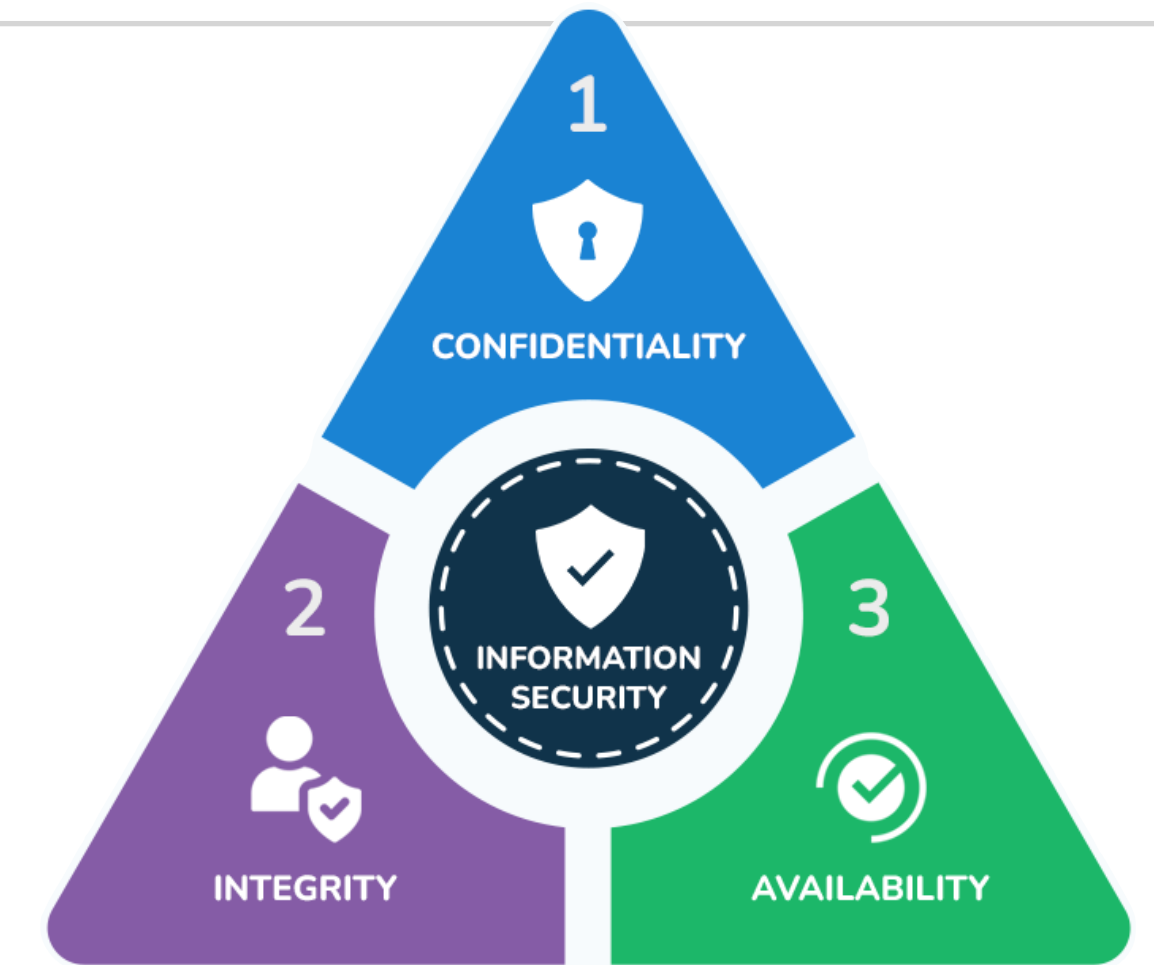 1
CONFIDENTIALITY
INFORMATION
SECURITY
2
INTEGRITY
3
AVAILABILITY